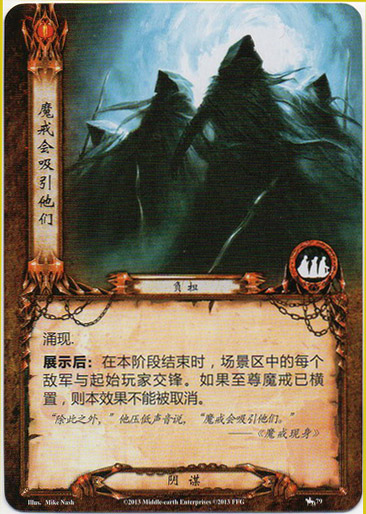 魔戒会吸引他们
负担
涌现.
展示后：在本阶段结束时，场景区中的每个
敌军与起始玩家交锋。如果至尊魔戒已横
置，则本效果不能被取消。
“除此之外，”他压低声音说，“魔戒会吸引他们。”
——《魔戒现身》
阴谋
Illus. Mike Nash ©2013 Middle-earth Enterprises ©2013 FFG 79